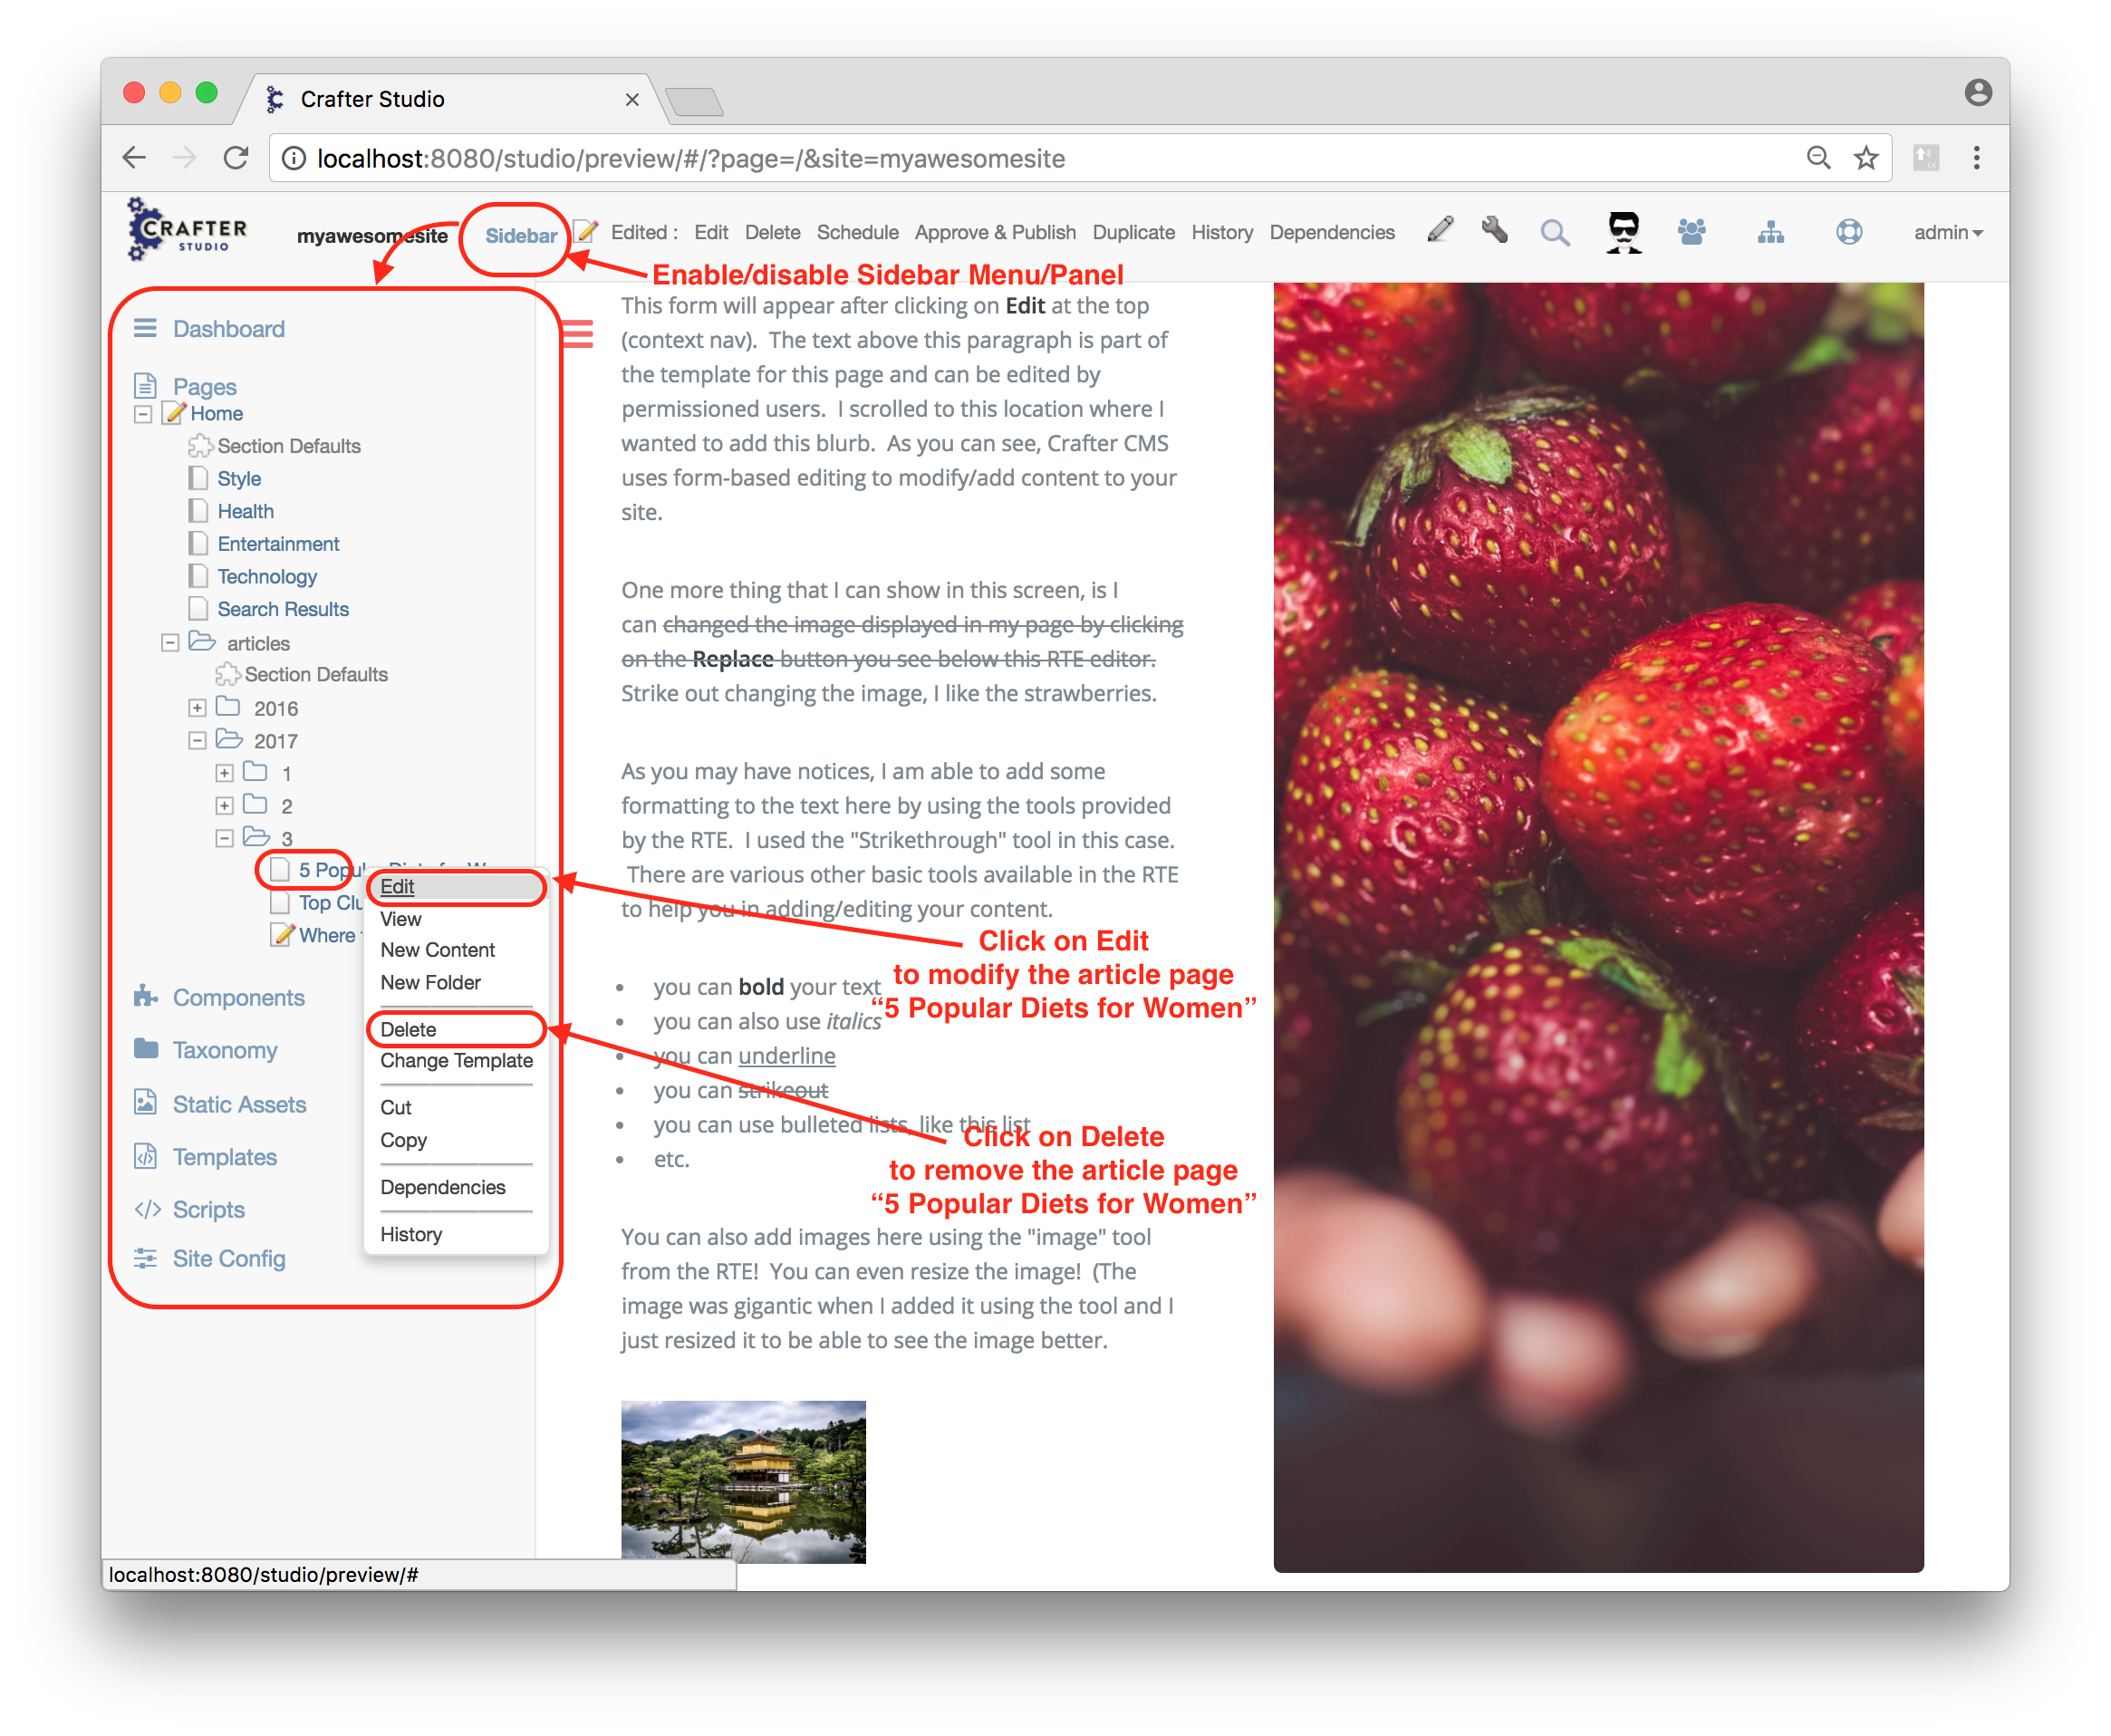 Crafter Studio
localhost:8080/studio/preview/#/?page=/&site=myawesomesite
CRAFTER
STUDIO
myawesomesite
Sidebar
Edited :
Edit
Delete
Schedule
Approve & Publish
Duplicate
History
Dependencies
admin
Enable/disable Sidebar Menu/Panel
Dashboard
Pages
Home
Section Defaults
Style
Health
Entertainment
Technology
Search Results
articles
Section Defaults
2016
2017
1
2
3
5 Popul
Top Clu
Where
Components
Taxonomy
Static Assets
Templates
Scripts
Site Config
Edit
View
New Content
New Folder
Delete
Change Template
Cut
Copy
Dependencies
History
This form will appear after clicking on Edit at the top
(context nav).  The text above this paragraph is part of
the template for this page and can be edited by
permissioned users.  I scrolled to this location where I
wanted to add this blurb.  As you can see, Crafter CMS
uses form-based editing to modify/add content to your
site.
One more thing that I can show in this screen, is I
can changed the image displayed in my page by clicking
on the Replace button you see below this RTE editor.
Strike out changing the image, I like the strawberries.
As you may have notices, I am able to add some
formatting to the text here by using the tools provided
by the RTE.  I used the "Strikethrough" tool in this case.
There are various other basic tools available in the RTE
to help you in adding/editing your content.
Click on Edit
to modify the article page
“5 Popular Diets for Women”
you can bold your text
you can also use italics
you can underline
you can strikeout
you can use bulleted lists, like this list
etc.
Click on Delete
to remove the article page
“5 Popular Diets for Women”
You can also add images here using the "image" tool
from the RTE!  You can even resize the image!  (The
image was gigantic when I added it using the tool and I
just resized it to be able to see the image better.
localhost:8080/studio/preview/#